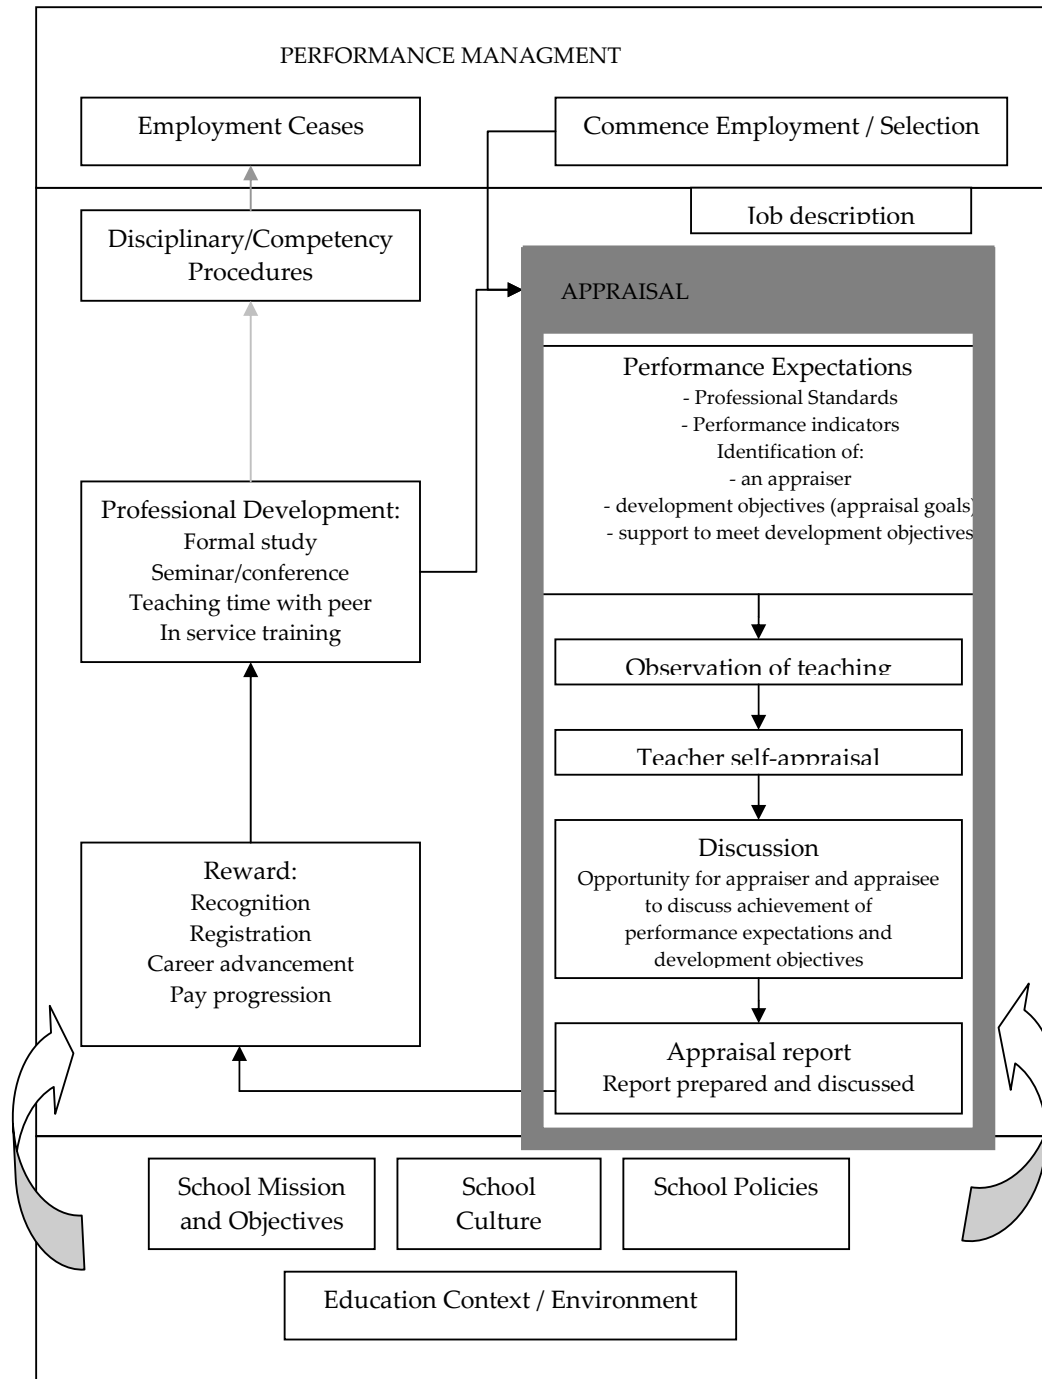 PERFORMANCE MANAGMENT
Employment Ceases
Commence Employment / Selection
Job description
Disciplinary/Competency
Procedures
APPRAISAL
Performance Expectations
- Professional Standards
- Performance indicators
Identification of:
- an appraiser
- development objectives (appraisal goals)
- support to meet development objectives
Professional Development:
Formal study
Seminar/conference
Teaching time with peer
In service training
Observation of teaching
Teacher self-appraisal
Discussion
Opportunity for appraiser and appraisee
to discuss achievement of
performance expectations and
development objectives
Reward:
Recognition
Registration
Career advancement
Pay progression
Appraisal report
Report prepared and discussed
School Mission
and Objectives
School
Culture
School Policies
Education Context / Environment